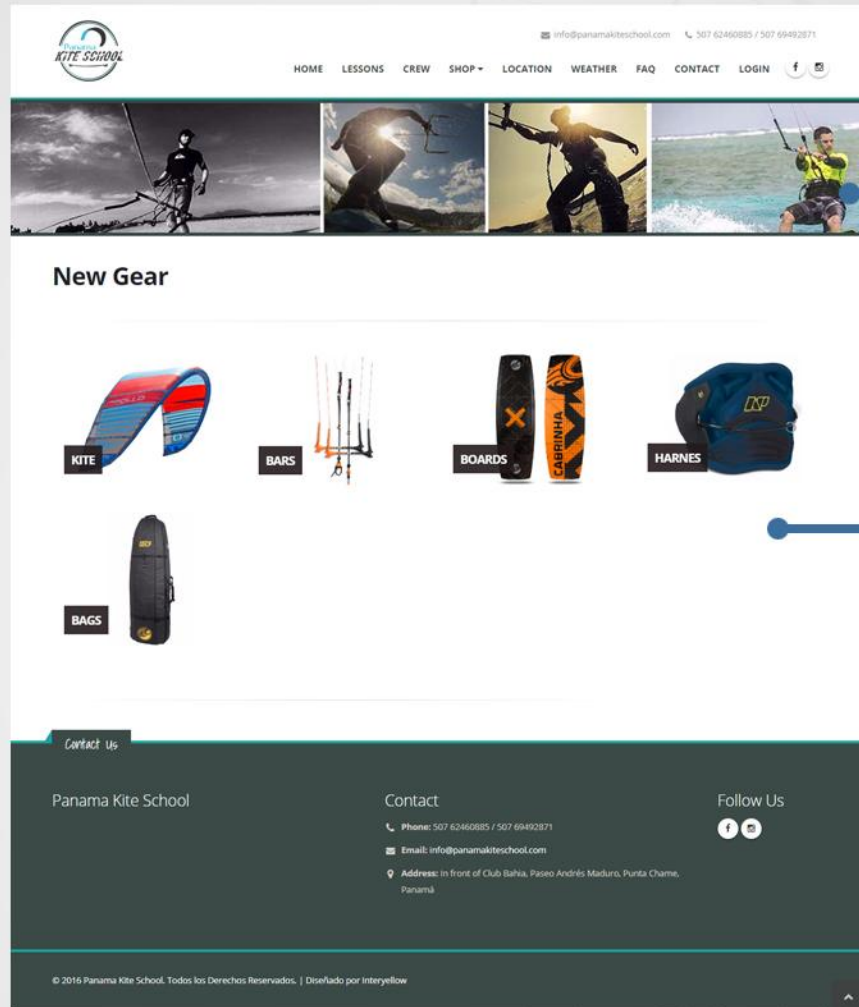 Panama
KITE SCHOOL
info@panamakiteschool.com 507 62460885 / 507 69492871
HOME LESSONS CREW SHOP LOCATION WEATHER FAQ CONTACT LOGIN f
New Gear
KITE
BARS
BOARDS
CABRINHA
HARNES
NP
BAGS
Contact Us
Panama Kite School
Contact
Follow Us
Phone: 507 62460885 / 507 69492871
f
Email: info@panamakiteschool.com
Address: In front of Club Bahia, Paseo Andrés Maduro, Punta Chame,
Panamá
© 2016 Panama Kite School. Todos los Derechos Reservados. | Diseñado por Interyellow